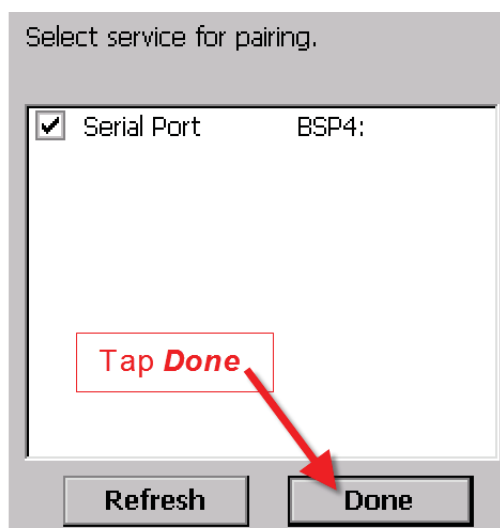 Select service for pairing.
Serial Port BSP4:
Tap Done
Refresh Done